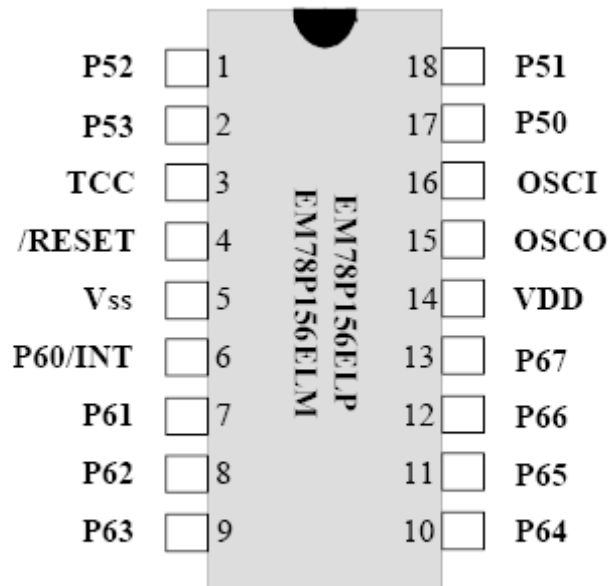 P52 1 18 P51
P53 2 17 P50
TCC 3 16 OSCI
/RESET 4 15 OSCO
Vss 5 14 VDD
P60/INT 6 13 P67
P61 7 12 P66
P62 8 11 P65
P63 9 10 P64
EM78P156ELP
EM78P156ELM